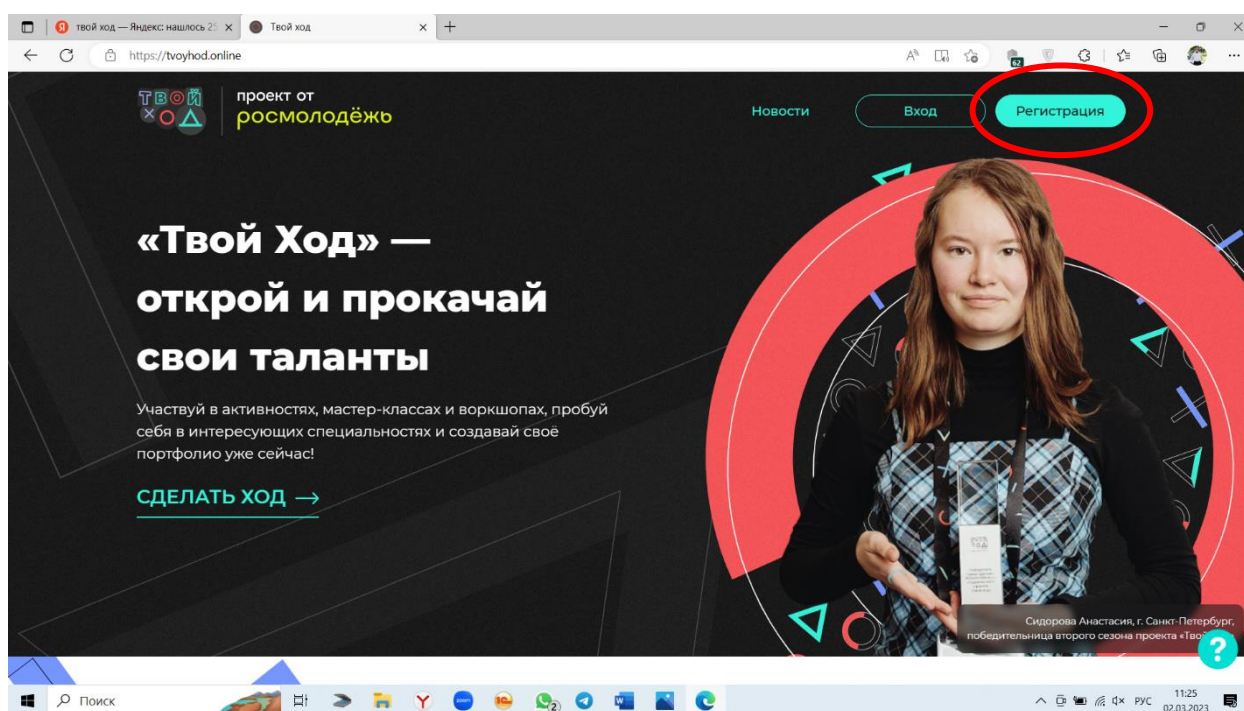 твой ход — Яндекс: нашлось 25
Твой ход
https://tvoyhod.online
62
ТВОЙ
ХОД
проект от
росмолодёжь
Новости
Вход
Регистрация
«Твой Ход» —
открой и прокачай
свои таланты
Участвуй в активностях, мастер-классах и воркшопах, пробуй
себя в интересующих специальностях и создавай своё
портфолио уже сейчас!
СДЕЛАТЬ ХОД →
Сидорова Анастасия, г. Санкт-Петербург,
победительница второго сезона проекта «Твой
?
Поиск
zoom
1С
2
W
РУС
11:25
02.03.2023